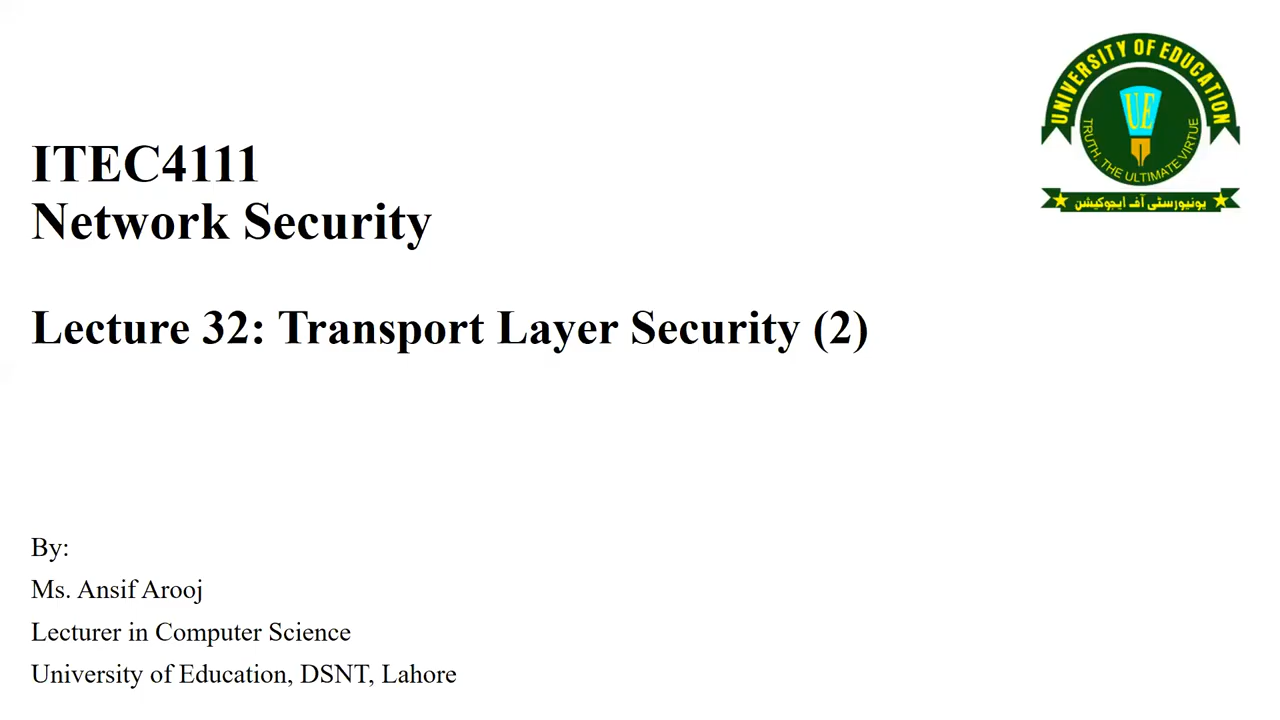 ITEC4111
Network Security
Lecture 32: Transport Layer Security (2)
UNIVERSITY OF EDUCATION
UE
TRUTH, THE ULTIMATE VIRTUE
یونیورسٹی آف ایجوکیشن
By:
Ms. Ansif Arooj
Lecturer in Computer Science
University of Education, DSNT, Lahore